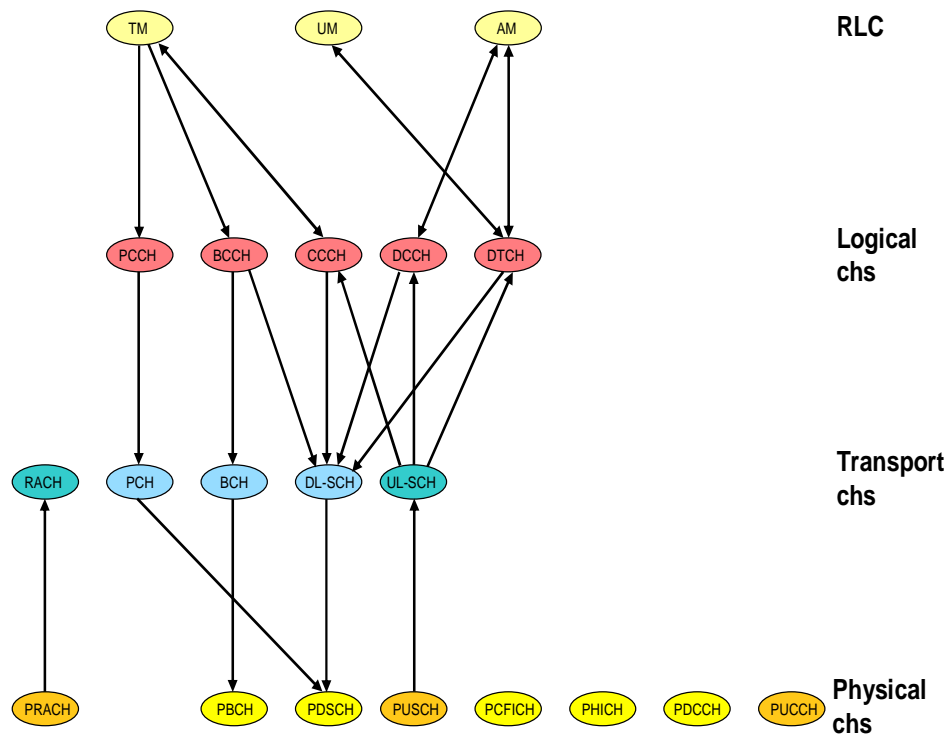 TM UM AM RLC
PCCH BCCH CCCH DCCH DTCH Logical
chs
RACH PCH BCH DL-SCH UL-SCH Transport
chs
PRACH PBCH PDSCH PUSCH PCFICH PHICH PDCCH PUCCH Physical
chs